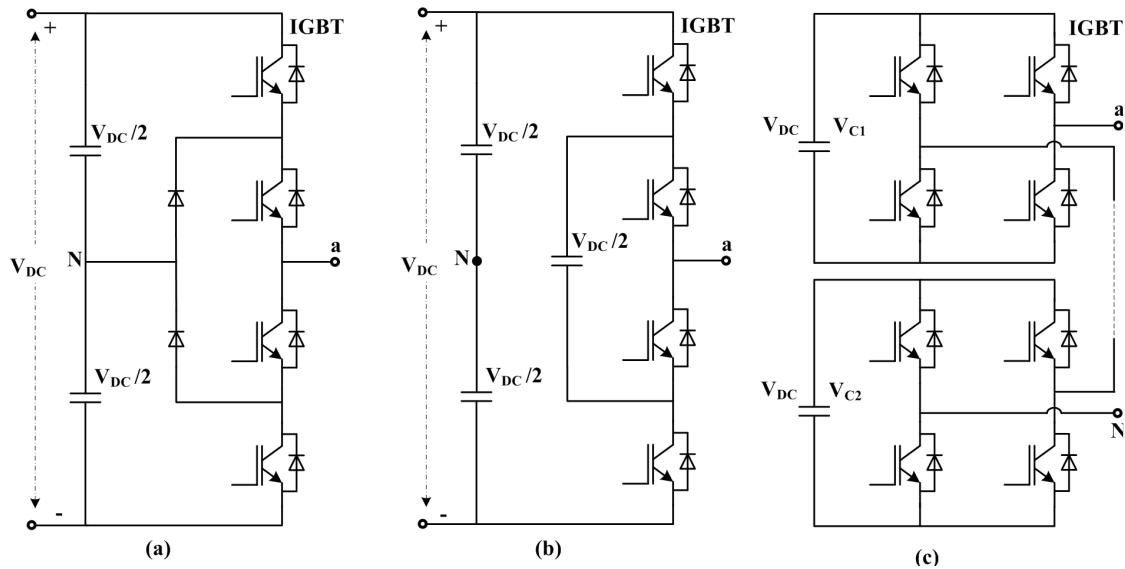 +
IGBT
V_DC/2
N
V_DC
a
V_DC/2
-
(a)
+
IGBT
V_DC/2
N
V_DC
V_DC/2
a
V_DC/2
-
(b)
IGBT
V_DC V_C1
a
V_DC V_C2
N
(c)